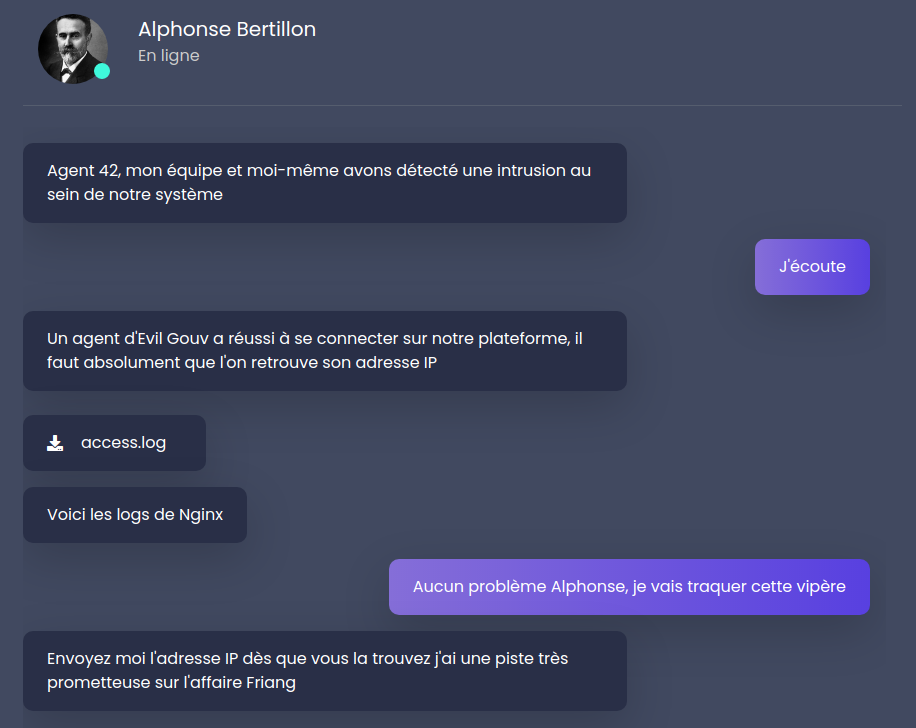 Alphonse Bertillon
En ligne
Agent 42, mon équipe et moi-même avons détecté une intrusion au
sein de notre système
J'écoute
Un agent d'Evil Gouv a réussi à se connecter sur notre plateforme, il
faut absolument que l'on retrouve son adresse IP
access.log
Voici les logs de Nginx
Aucun problème Alphonse, je vais traquer cette vipère
Envoyez moi l'adresse IP dès que vous la trouvez j'ai une piste très
prometteuse sur l'affaire Friang